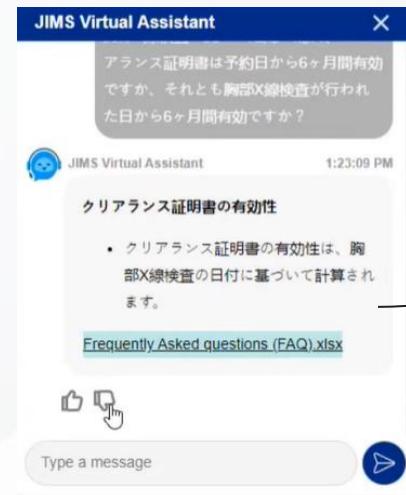 JIMS Virtual Assistant
アランス証明書は予約日から6ヶ月間有効
ですか、それとも胸部X線検査が行われ
た日から6ヶ月間有効ですか？
JIMS Virtual Assistant 1:23:09 PM
クリアランス証明書の有効性
• クリアランス証明書の有効性は、胸
部X線検査の日付に基づいて計算され
ます。
Frequently Asked questions (FAQ).xlsx
Type a message